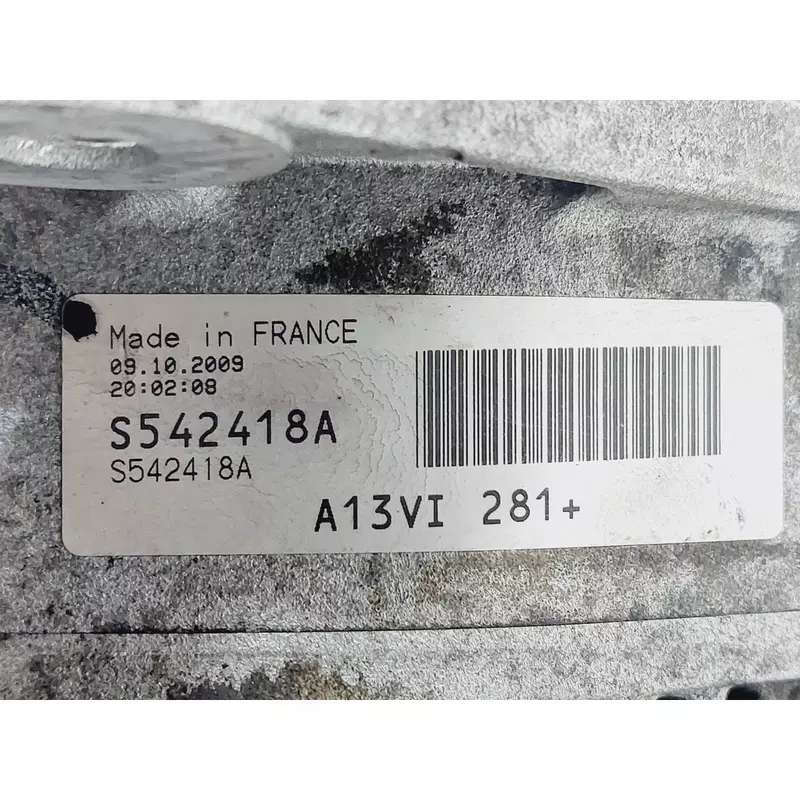 Made in FRANCE
09.10.2009
20:02:08
S542418A
S542418A
A13VI 281+